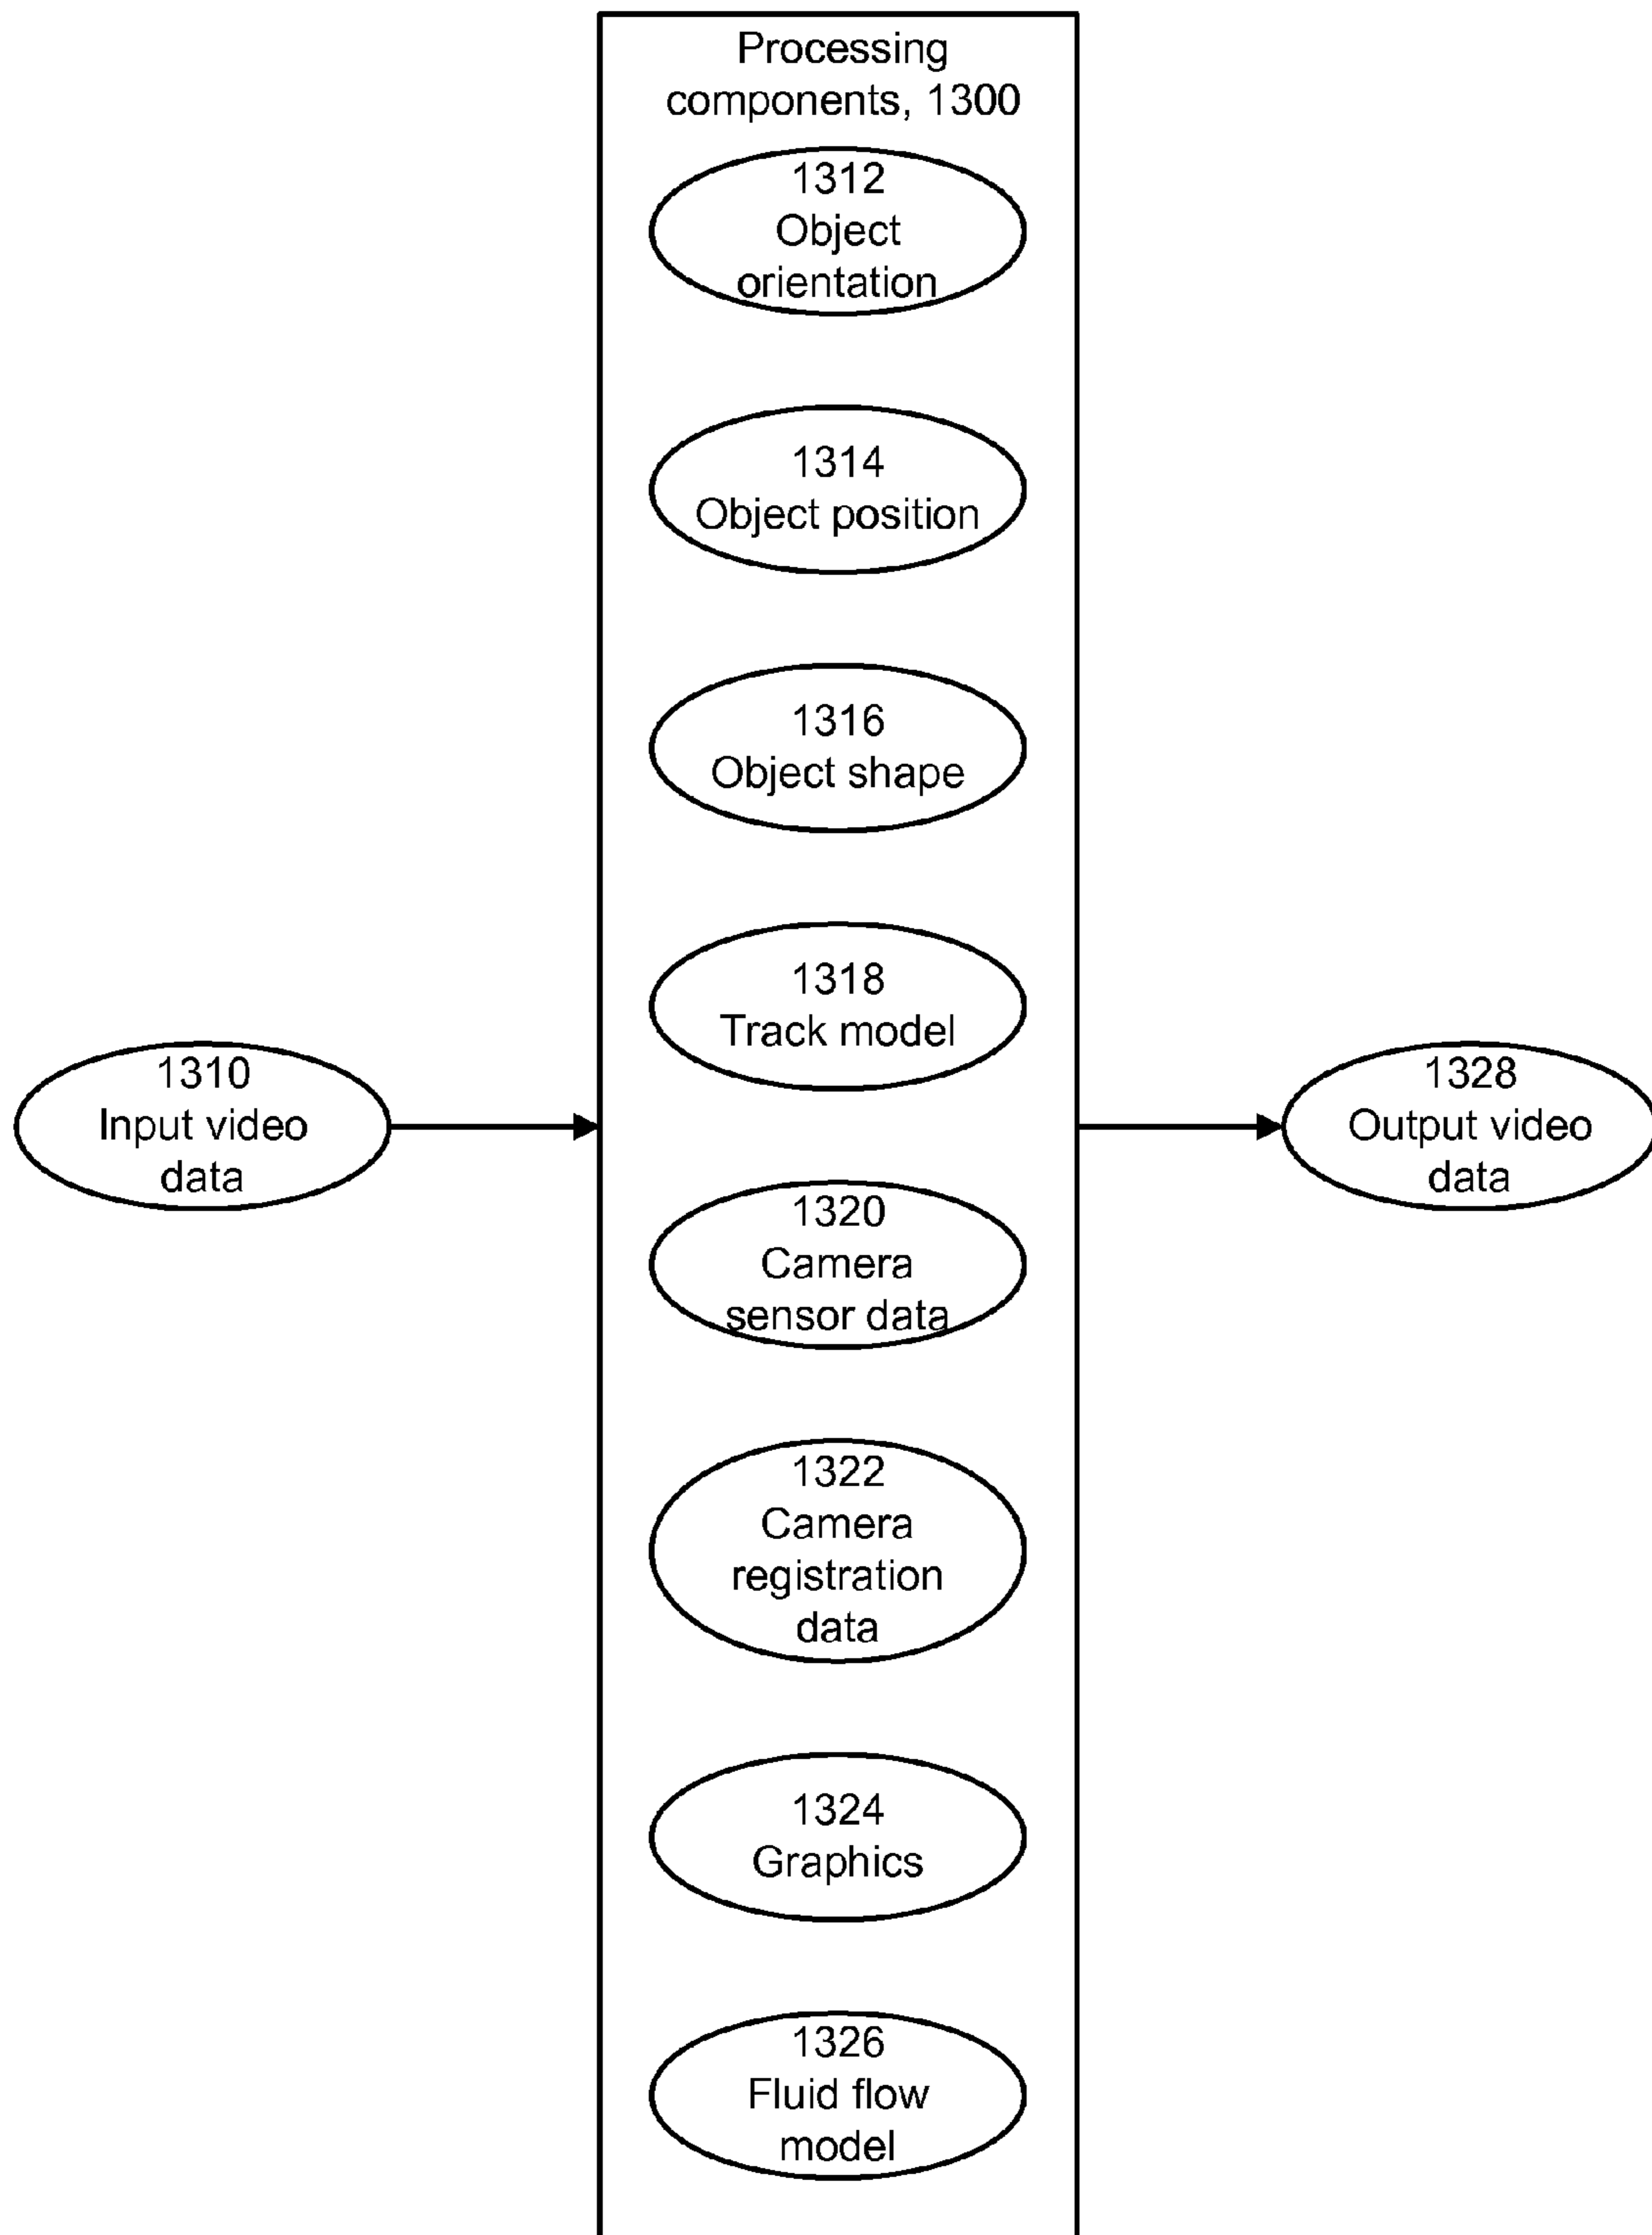 Processing
components, 1300
1312
Object
orientation
1314
Object position
1316
Object shape
1318
Track model
1310
Input video
data
1328
Output video
data
1320
Camera
sensor data
1322
Camera
registration
data
1324
Graphics
1326
Fluid flow
model